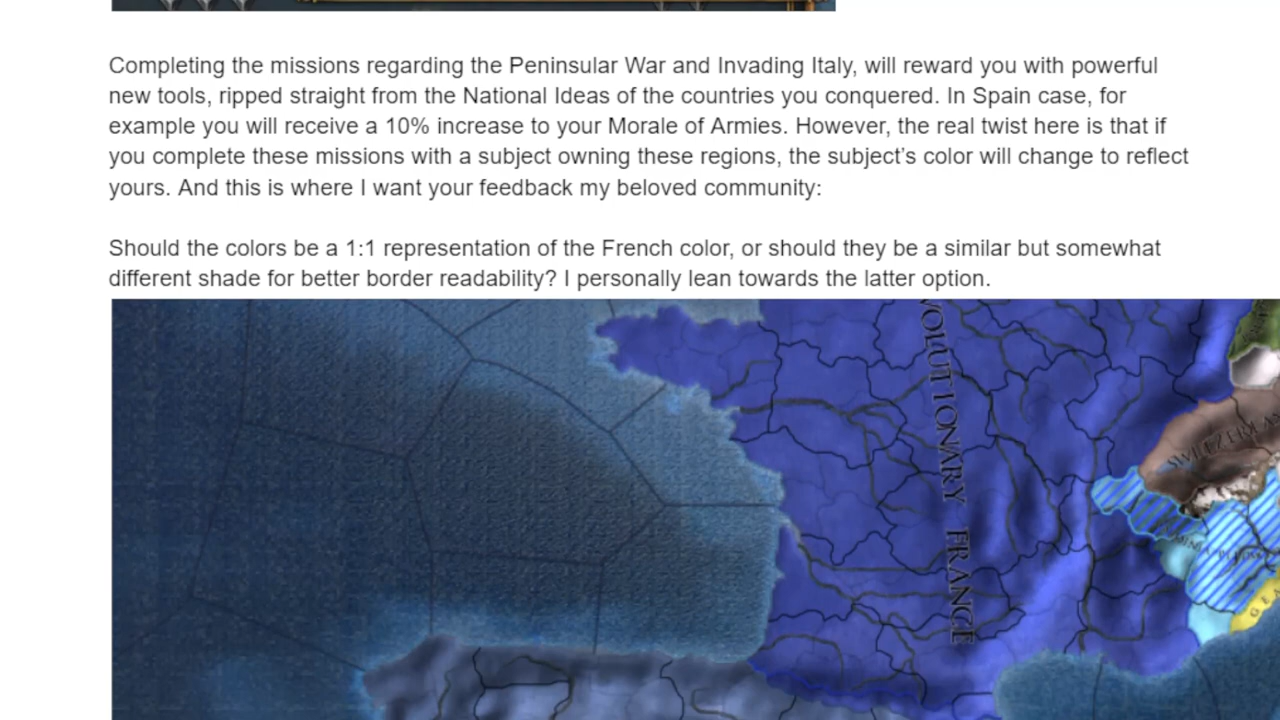 Completing the missions regarding the Peninsular War and Invading Italy, will reward you with powerful
new tools, ripped straight from the National Ideas of the countries you conquered. In Spain case, for
example you will receive a 10% increase to your Morale of Armies. However, the real twist here is that if
you complete these missions with a subject owning these regions, the subject's color will change to reflect
yours. And this is where I want your feedback my beloved community:
Should the colors be a 1:1 representation of the French color, or should they be a similar but somewhat
different shade for better border readability? I personally lean towards the latter option.
VOLUTIONARY FRANCE
SWITZERLA
GE